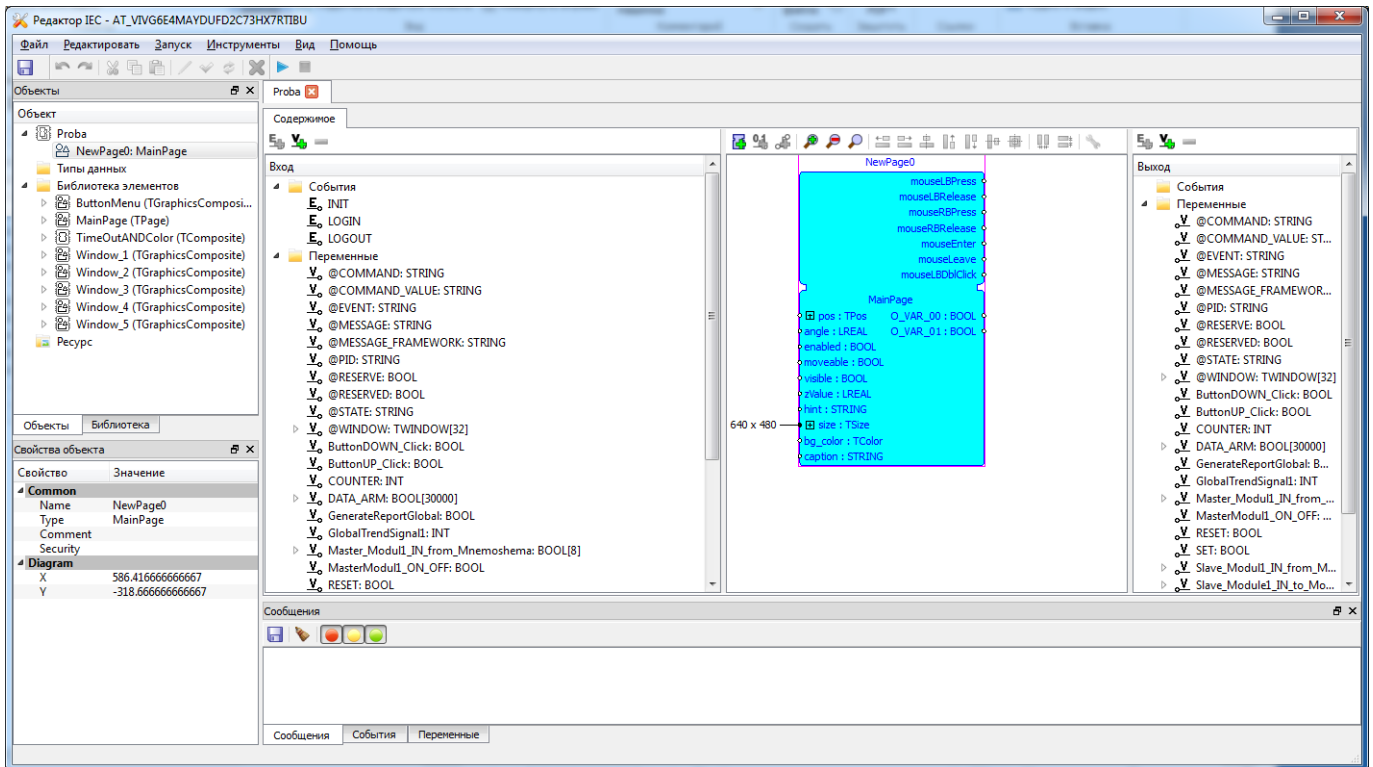 Редактор IEC - AT_VIVG6E4MAYDUFD2C73HX7RTIBU
Файл Редактировать Запуск Инструменты Вид Помощь
Объекты
Объект
Proba
NewPage0: MainPage
Типы данных
Библиотека элементов
ButtonMenu (TGraphicsComposi...
MainPage (TPage)
TimeOutANDColor (TComposite)
Window_1 (TGraphicsComposite)
Window_2 (TGraphicsComposite)
Window_3 (TGraphicsComposite)
Window_4 (TGraphicsComposite)
Window_5 (TGraphicsComposite)
Ресурс
Объекты Библиотека
Свойства объекта
Свойство Значение
Common
Name NewPage0
Type MainPage
Comment
Security
Diagram
X 586.416666666667
Y -318.666666666667
Proba
Содержимое
Вход
События
INIT
LOGIN
LOGOUT
Переменные
@COMMAND: STRING
@COMMAND_VALUE: STRING
@EVENT: STRING
@MESSAGE: STRING
@MESSAGE_FRAMEWORK: STRING
@PID: STRING
@RESERVE: BOOL
@RESERVED: BOOL
@STATE: STRING
@WINDOW: TWINDOW[32]
ButtonDOWN_Click: BOOL
ButtonUP_Click: BOOL
COUNTER: INT
DATA_ARM: BOOL[30000]
GenerateReportGlobal: BOOL
GlobalTrendSignal1: INT
Master_Modul1_IN_from_Mnemoshema: BOOL[8]
MasterModul1_ON_OFF: BOOL
RESET: BOOL
NewPage0
mouseLBPress
mouseLBRelease
mouseRBPress
mouseRBRelease
mouseEnter
mouseLeave
mouseLBDblClick
MainPage
pos : TPos O_VAR_00 : BOOL
angle : LREAL O_VAR_01 : BOOL
enabled : BOOL
moveable : BOOL
visible : BOOL
zValue : LREAL
hint : STRING
640 x 480 size : TSize
bg_color : TColor
caption : STRING
Выход
События
Переменные
@COMMAND: STRING
@COMMAND_VALUE: ST...
@EVENT: STRING
@MESSAGE: STRING
@MESSAGE_FRAMEWOR...
@PID: STRING
@RESERVE: BOOL
@RESERVED: BOOL
@STATE: STRING
@WINDOW: TWINDOW[32]
ButtonDOWN_Click: BOOL
ButtonUP_Click: BOOL
COUNTER: INT
DATA_ARM: BOOL[30000]
GenerateReportGlobal: B...
GlobalTrendSignal1: INT
Master_Modul1_IN_from_...
MasterModul1_ON_OFF: ...
RESET: BOOL
SET: BOOL
Slave_Modul1_IN_from_M...
Slave_Module1_IN_to_Mo...
Сообщения
Сообщения События Переменные